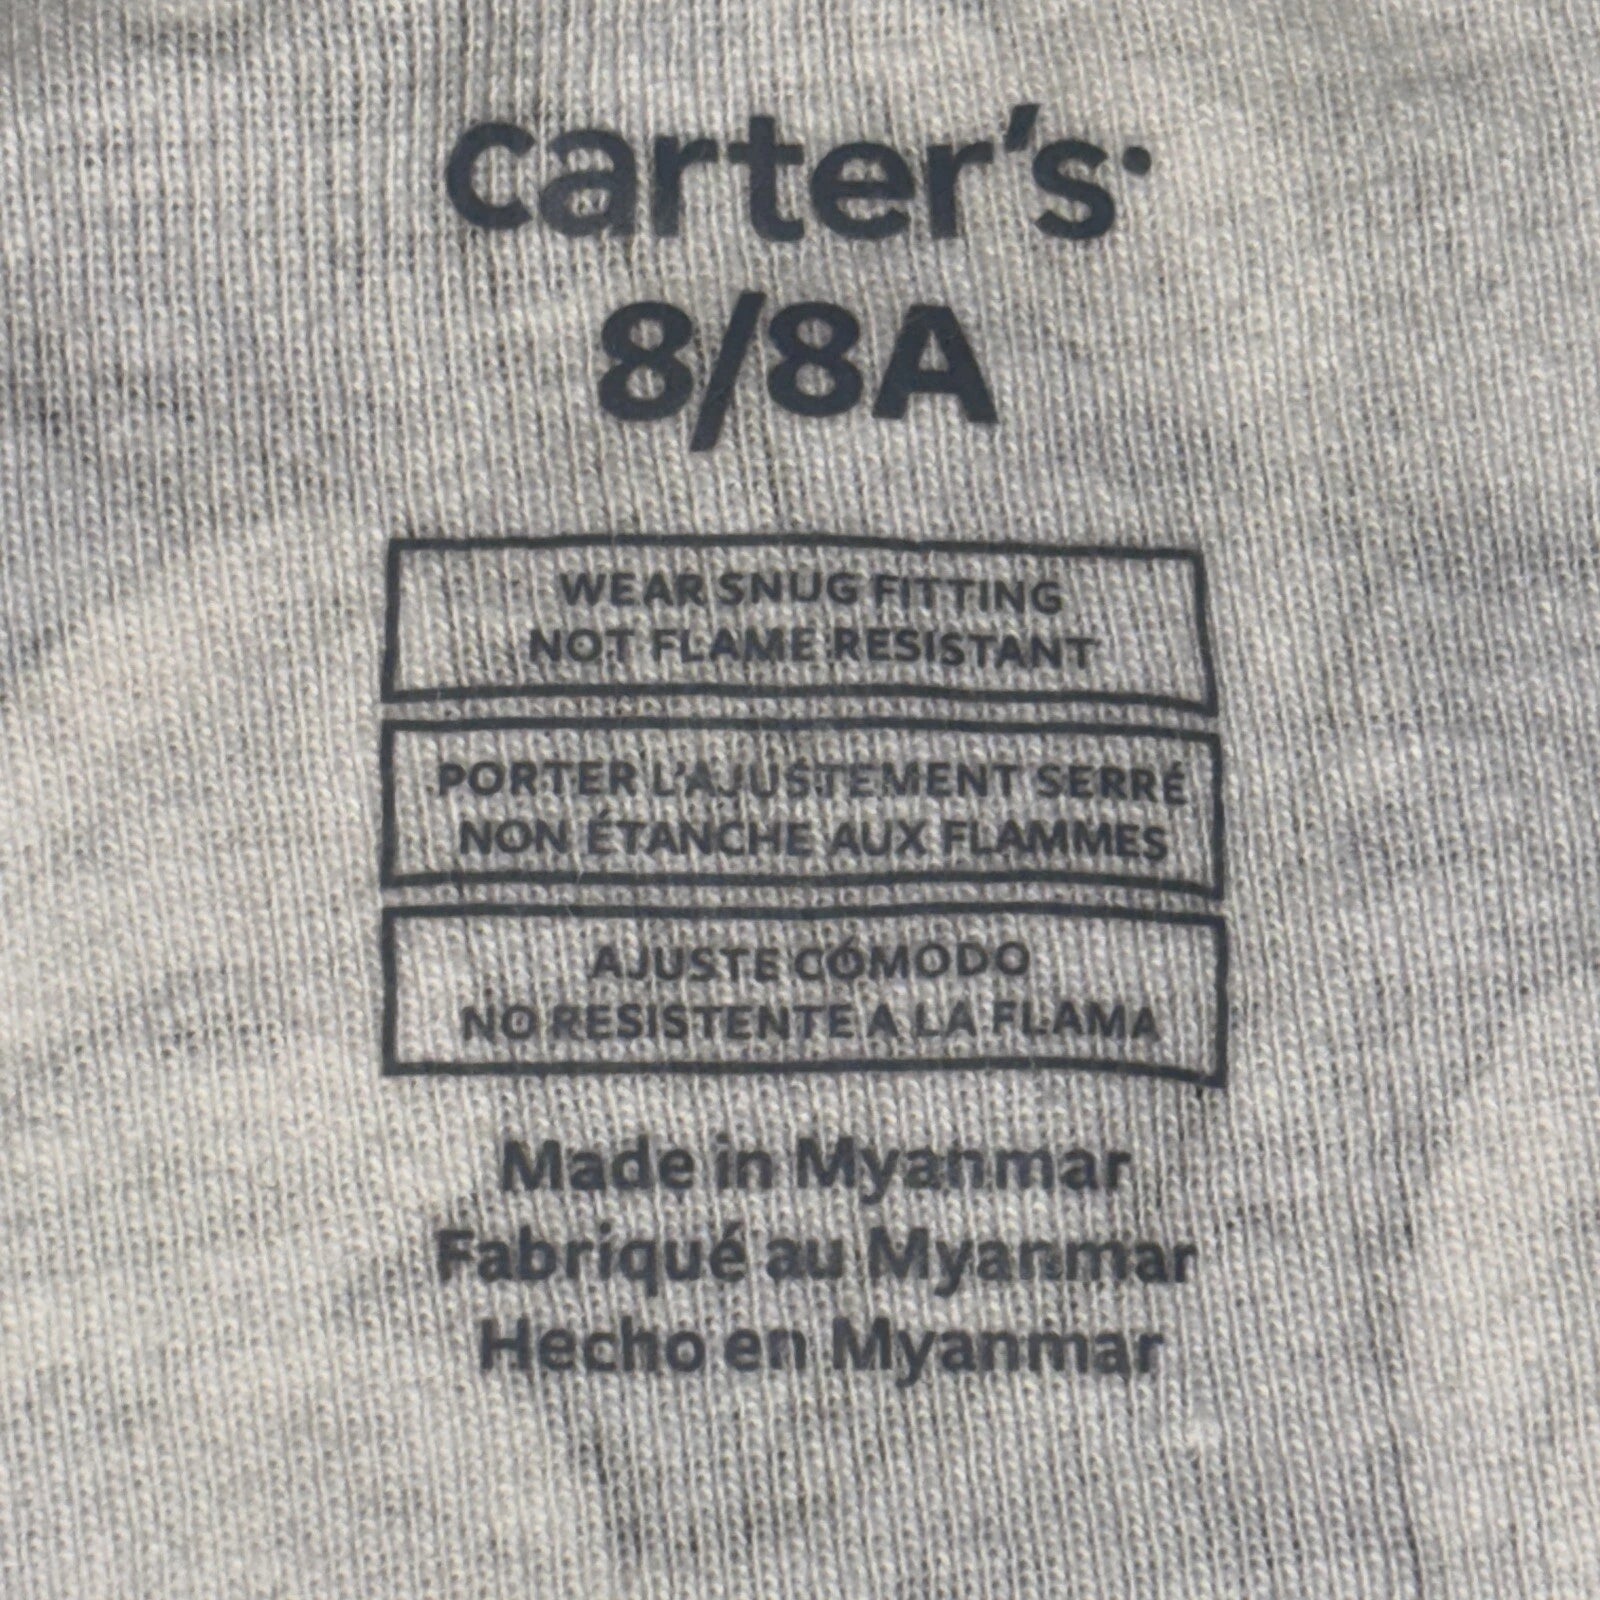 carter's
8/8A
WEAR SNUG FITTING
NOT FLAME RESISTANT
PORTER L'AJUSTEMENT SERRÉ
NON ÉTANCHE AUX FLAMMES
AJUSTE CÓMODO
NO RESISTENTE A LA FLAMA
Made in Myanmar
Fabriqué au Myanmar
Hecho en Myanmar